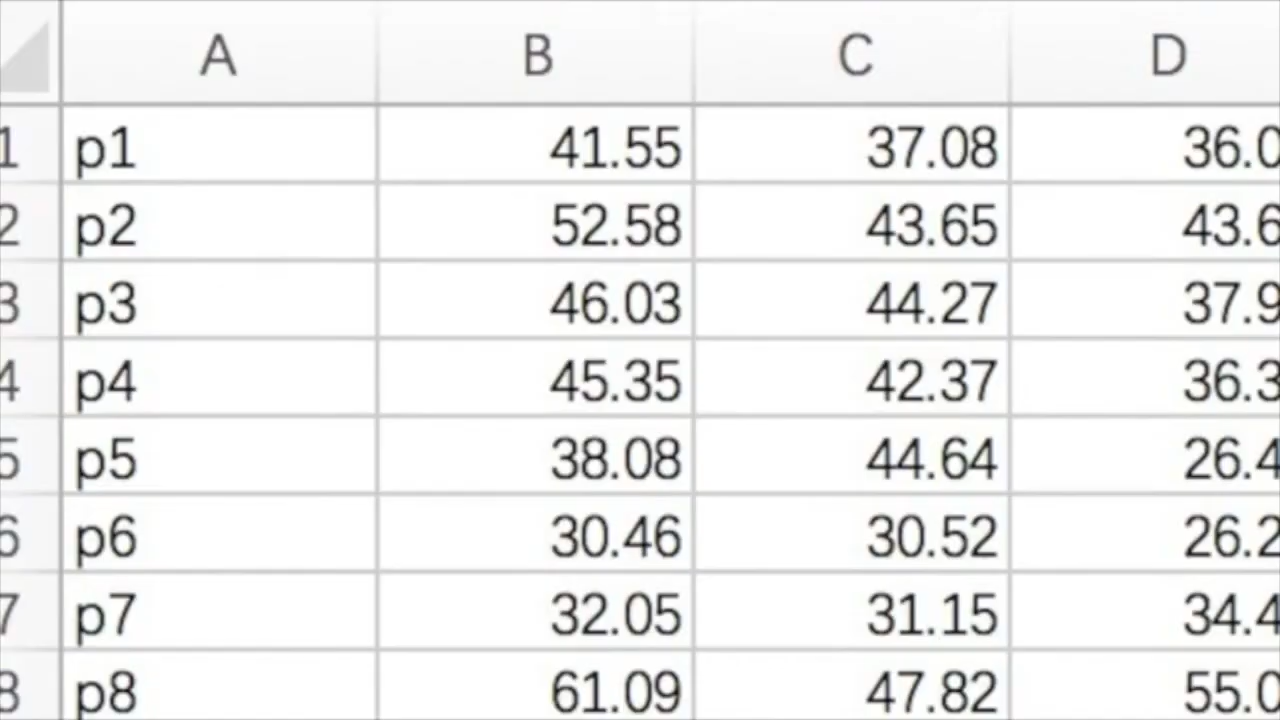 A B C D
1 p1 41.55 37.08 36.0
2 p2 52.58 43.65 43.6
3 p3 46.03 44.27 37.9
4 p4 45.35 42.37 36.3
5 p5 38.08 44.64 26.4
6 p6 30.46 30.52 26.2
7 p7 32.05 31.15 34.4
8 p8 61.09 47.82 55.0